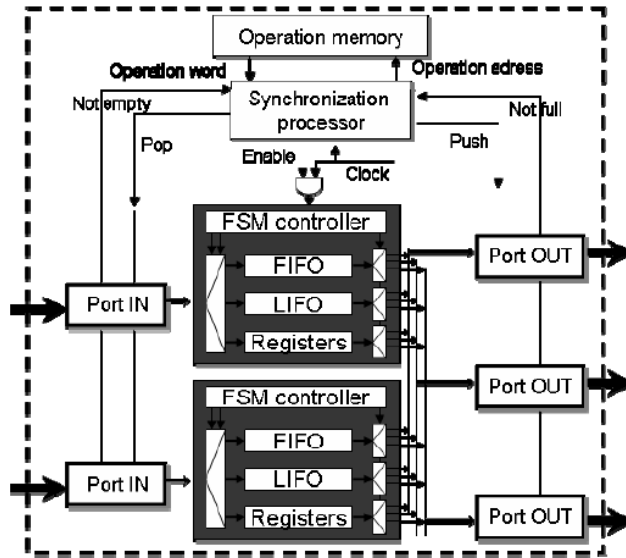 Operation memory
Operation word
Operation adress
Not empty
Synchronization
processor
Not full
Pop
Push
Enable
Clock
FSM controller
FIFO
Port OUT
Port IN
LIFO
Registers
Port OUT
FSM controller
FIFO
Port IN
LIFO
Registers
Port OUT